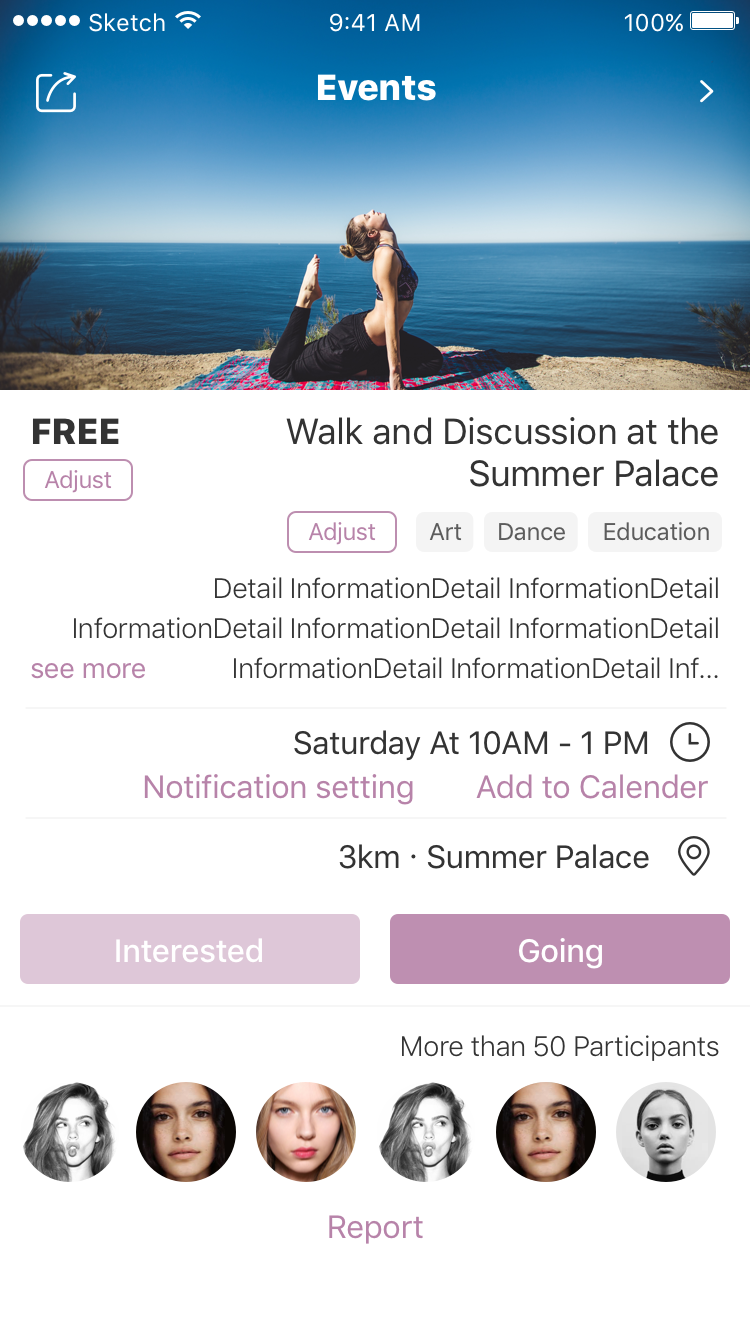 Sketch 9:41 AM 100%
Events
FREE
Walk and Discussion at the
Summer Palace
Adjust
Adjust Art Dance Education
Detail InformationDetail InformationDetail
InformationDetail InformationDetail InformationDetail
see more InformationDetail InformationDetail Inf...
Saturday At 10AM - 1 PM
Notification setting Add to Calender
3km · Summer Palace
Interested Going
More than 50 Participants
Report